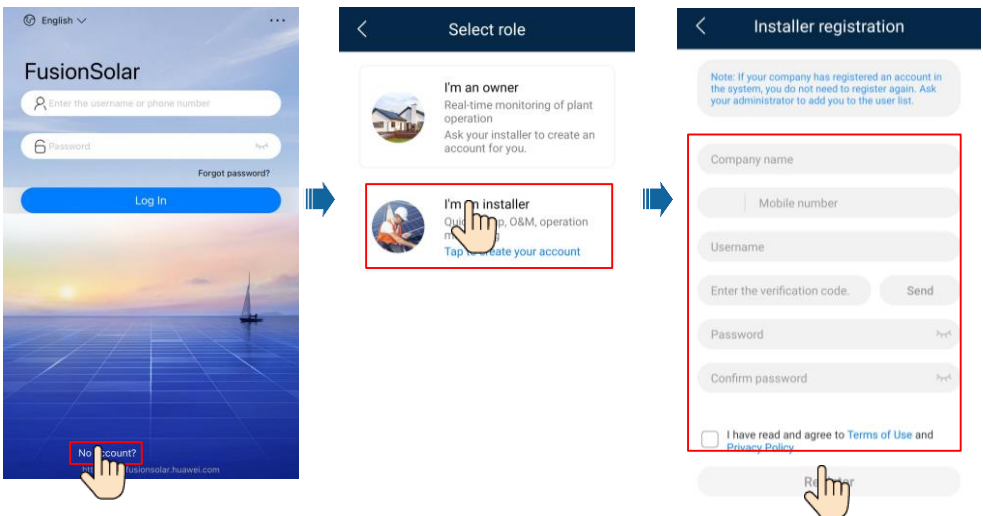 English
FusionSolar
Enter the username or phone number
Password
Forgot password?
Log In
No account?
fusionsolar.huawei.com
Select role
I'm an owner
Real-time monitoring of plant
operation
Ask your installer to create an
account for you.
I'm an installer
O&M, operation
Tap to create your account
Installer registration
Note: If your company has registered an account in
the system, you do not need to register again. Ask
your administrator to add you to the user list.
Company name
Mobile number
Username
Enter the verification code.
Send
Password
Confirm password
I have read and agree to Terms of Use and
Privacy Policy
Register